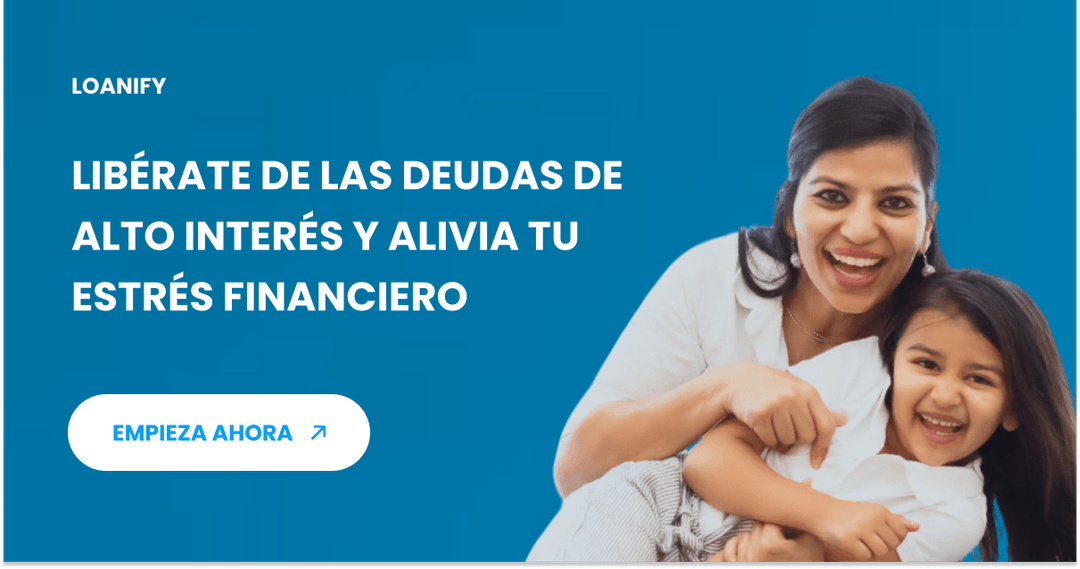 LOANIFY
LIBÉRATE DE LAS DEUDAS DE
ALTO INTERÉS Y ALIVIA TU
ESTRÉS FINANCIERO
EMPIEZA AHORA